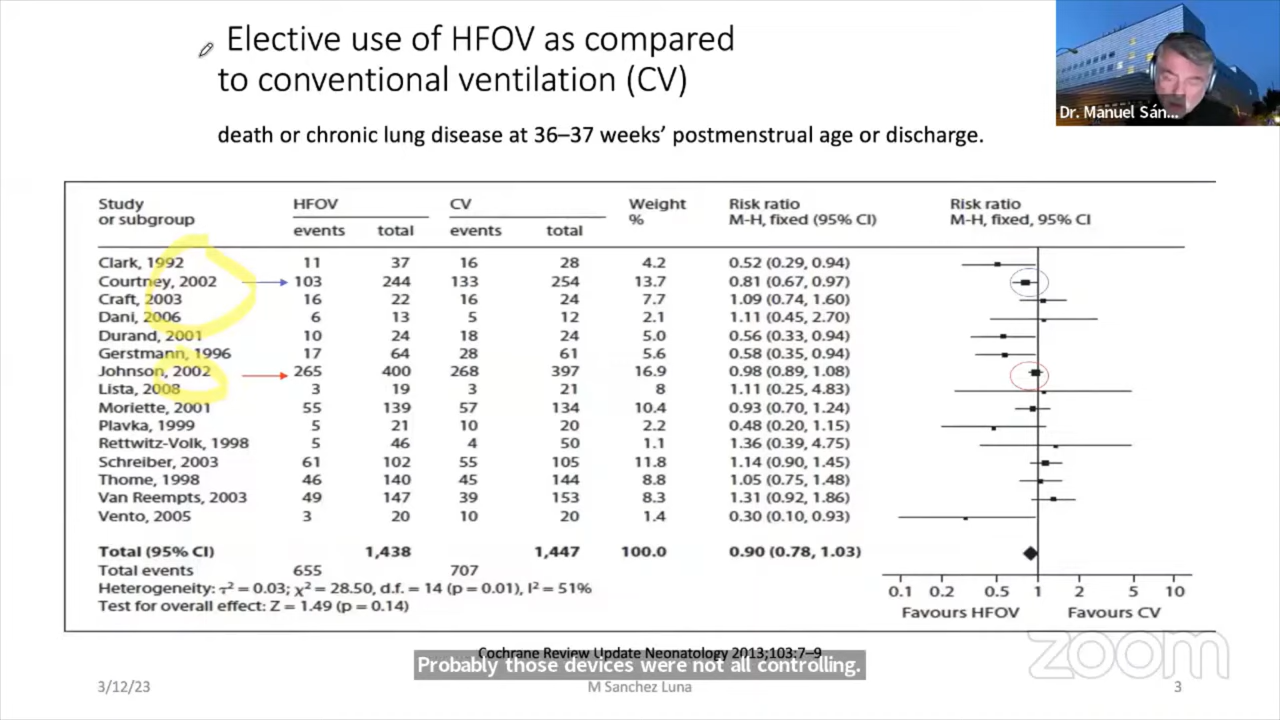 Elective use of HFOV as compared
to conventional ventilation (CV)
death or chronic lung disease at 36–37 weeks' postmenstrual age or discharge.
Dr. Manuel Sán...
Study HFOV CV Weight Risk ratio Risk ratio
or subgroup events total events total % M-H, fixed (95% CI) M-H, fixed, 95% CI
Clark, 1992 11 37 16 28 4.2 0.52 (0.29, 0.94)
Courtney, 2002 103 244 133 254 13.7 0.81 (0.67, 0.97)
Craft, 2003 16 22 16 24 7.7 1.09 (0.74, 1.60)
Dani, 2006 6 13 5 12 2.1 1.11 (0.45, 2.70)
Durand, 2001 10 24 18 24 5.0 0.56 (0.33, 0.94)
Gerstmann, 1996 17 64 28 61 5.6 0.58 (0.35, 0.94)
Johnson, 2002 265 400 268 397 16.9 0.98 (0.89, 1.08)
Lista, 2008 3 19 3 21 8 1.11 (0.25, 4.83)
Moriette, 2001 55 139 57 134 10.4 0.93 (0.70, 1.24)
Plavka, 1999 5 21 10 20 2.2 0.48 (0.20, 1.15)
Rettwitz-Volk, 1998 5 46 4 50 1.1 1.36 (0.39, 4.75)
Schreiber, 2003 61 102 55 105 11.8 1.14 (0.90, 1.45)
Thome, 1998 46 140 45 144 8.8 1.05 (0.75, 1.48)
Van Reempts, 2003 49 147 39 153 8.3 1.31 (0.92, 1.86)
Vento, 2005 3 20 10 20 1.4 0.30 (0.10, 0.93)
Total (95% CI) 1,438 1,447 100.0 0.90 (0.78, 1.03)
Total events 655 707
Heterogeneity: τ² = 0.03; χ² = 28.50, d.f. = 14 (p = 0.01), I² = 51%
Test for overall effect: Z = 1.49 (p = 0.14)
0.1 0.2 0.5 1 2 5 10
Favours HFOV Favours CV
Cochrane Review Update Neonatology 2013;103:7–9
Probably those devices were not all controlling.
zoom
3/12/23 M Sanchez Luna 3